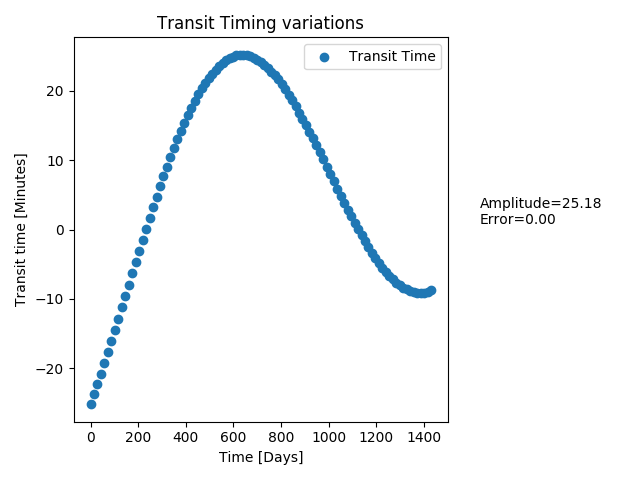 Transit Timing variations
Transit Time
20
10
0
−10
−20
Transit time [Minutes]
0 200 400 600 800 1000 1200 1400
Time [Days]
Amplitude=25.18
Error=0.00